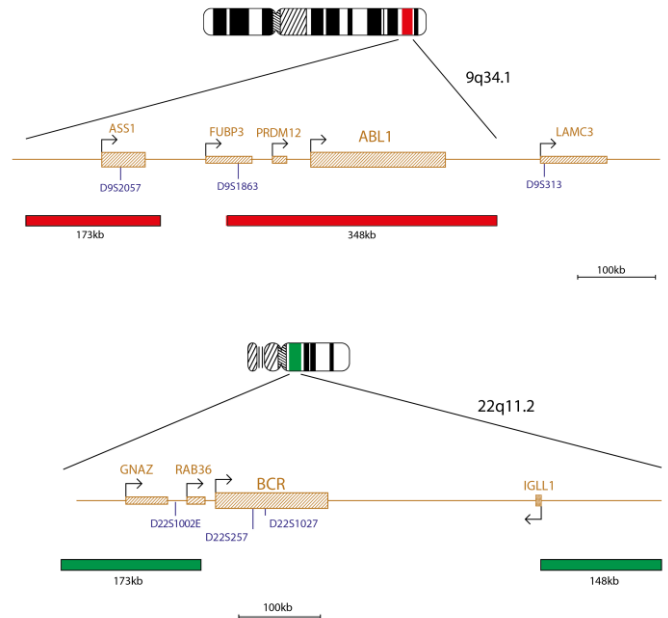 9q34.1
ASS1
FUBP3
PRDM12
ABL1
LAMC3
D9S2057
D9S1863
D9S313
173kb
348kb
100kb
22q11.2
GNAZ
RAB36
BCR
IGLL1
D22S1002E
D22S257
D22S1027
173kb
148kb
100kb